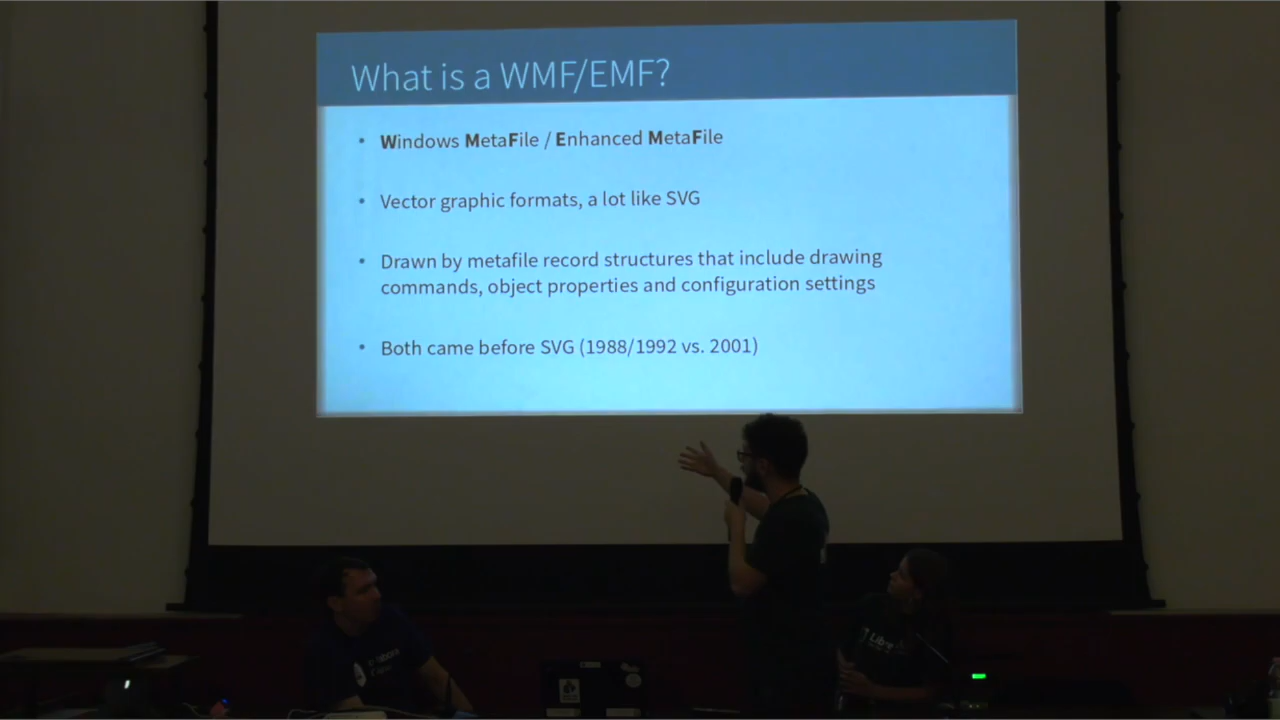 What is a WMF/EMF?
• Windows MetaFile / Enhanced MetaFile
• Vector graphic formats, a lot like SVG
• Drawn by metafile record structures that include drawing
commands, object properties and configuration settings
• Both came before SVG (1988/1992 vs. 2001)